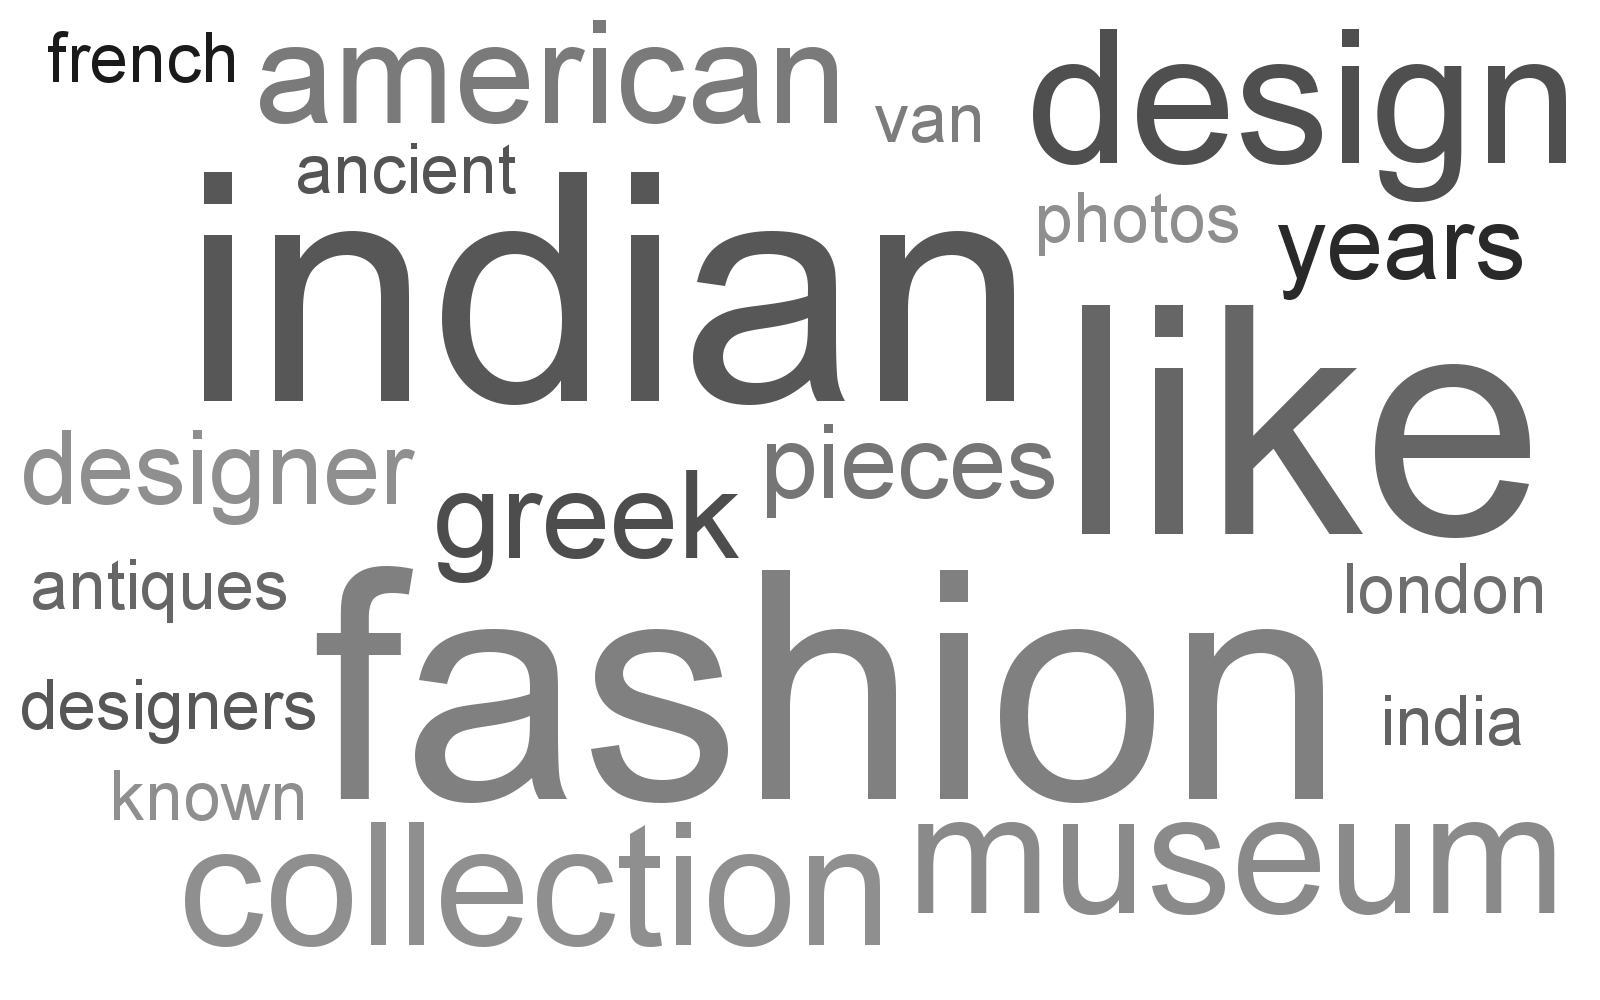 french american van design
ancient
indian photos years
like
designer greek pieces
antiques fashion london
designers india
known
collection museum